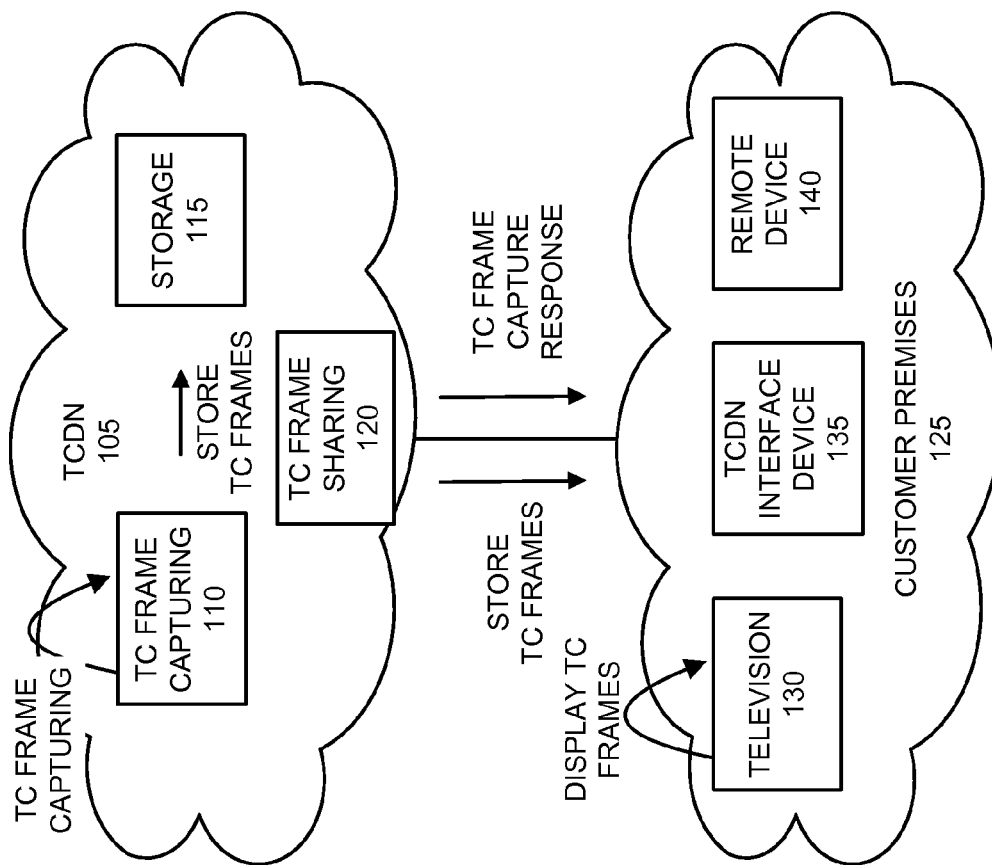 TC FRAME
CAPTURING
TCDN
105
TC FRAME
CAPTURING
110
STORE
TC FRAMES
STORAGE
115
TC FRAME
SHARING
120
STORE
TC FRAMES
TC FRAME
CAPTURE
RESPONSE
DISPLAY TC
FRAMES
TELEVISION
130
TCDN
INTERFACE
DEVICE
135
REMOTE
DEVICE
140
CUSTOMER PREMISES
125